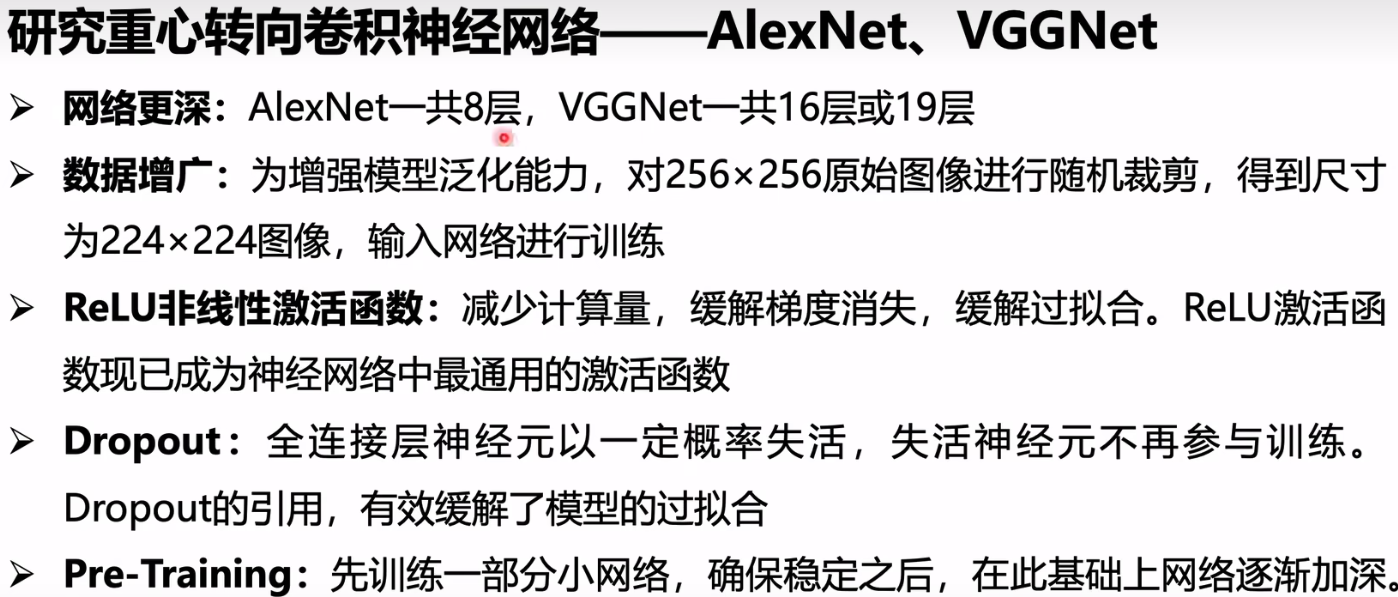 研究重心转向卷积神经网络——AlexNet、VGGNet
➢ 网络更深：AlexNet一共8层，VGGNet一共16层或19层
➢ 数据增广：为增强模型泛化能力，对256×256原始图像进行随机裁剪，得到尺寸
为224×224图像，输入网络进行训练
➢ ReLU非线性激活函数：减少计算量，缓解梯度消失，缓解过拟合。ReLU激活函
数现已成为神经网络中最通用的激活函数
➢ Dropout：全连接层神经元以一定概率失活，失活神经元不再参与训练。
Dropout的引用，有效缓解了模型的过拟合
➢ Pre-Training：先训练一部分小网络，确保稳定之后，在此基础上网络逐渐加深。